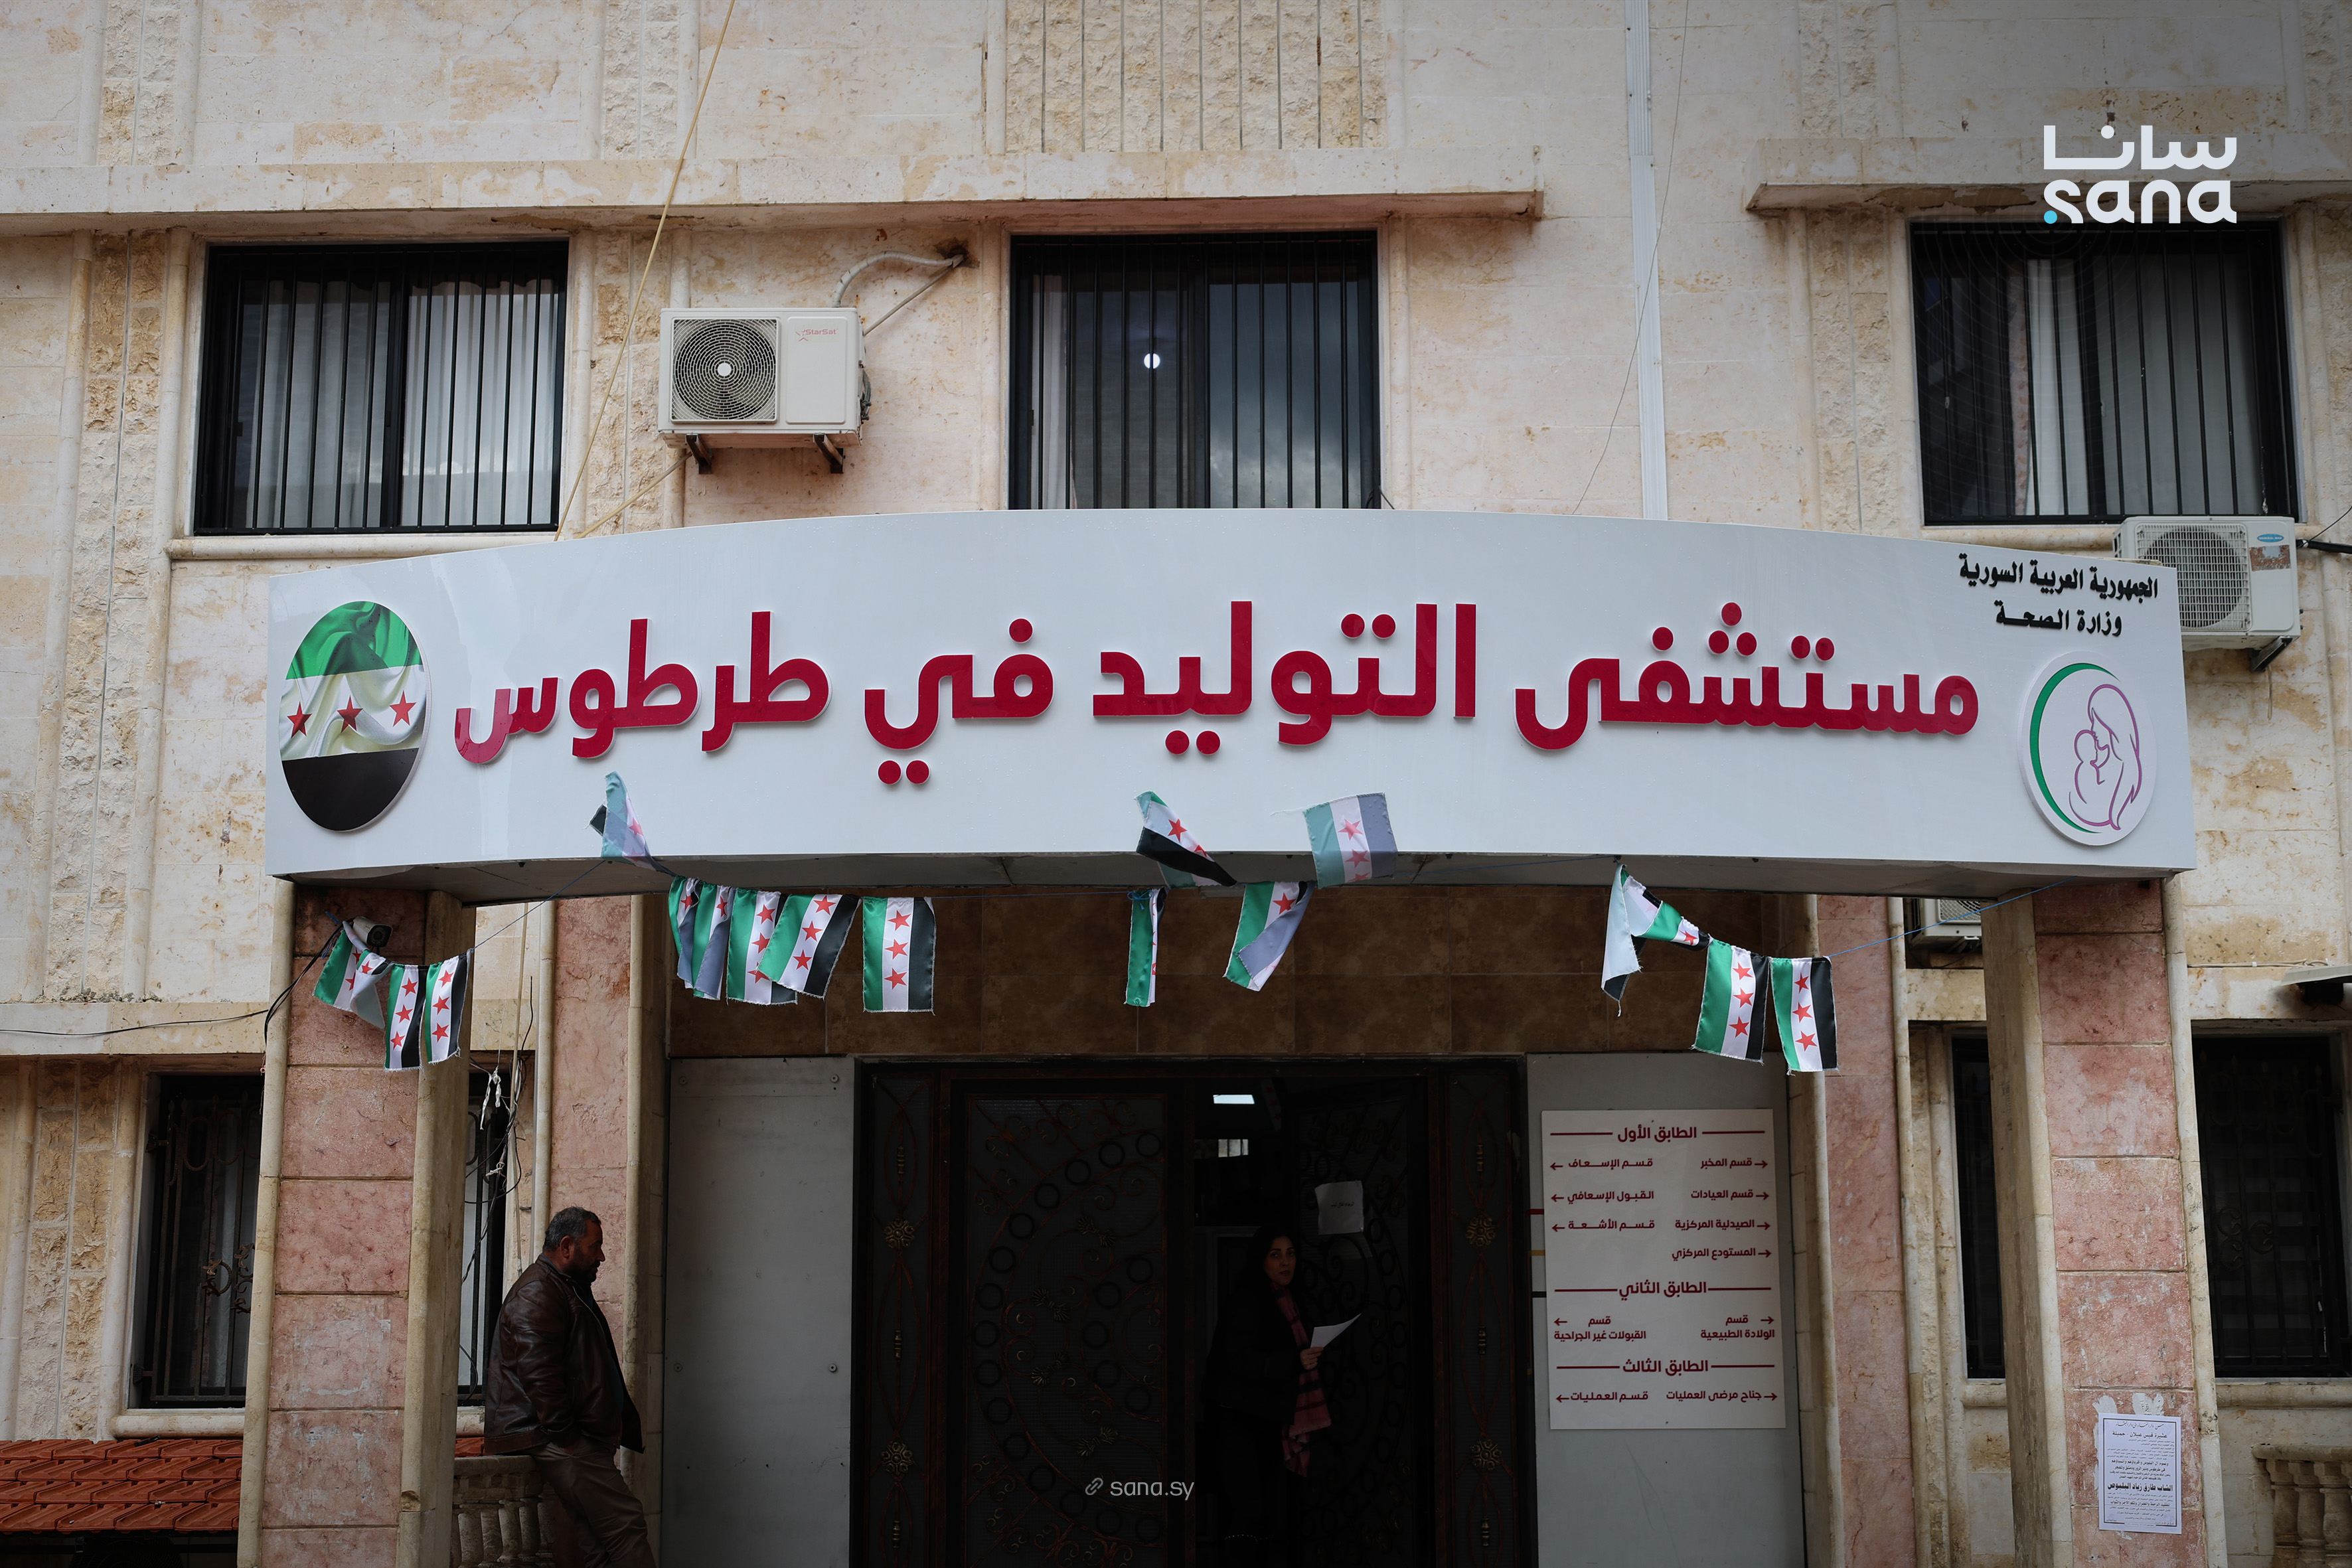 سانا
sana
StarSat
الجمهورية العربية السورية
وزارة الصحة
مستشفى التوليد في طرطوس
الطابق الأول
قسم المخبر قسم الإسعاف
قسم العيادات القبول الإسعافي
الصيدلية المركزية قسم الأشعة
المستودع المركزي
الطابق الثاني
قسم قسم
الولادة الطبيعية القبولات غير الجراحية
الطابق الثالث
جناح مرضى العمليات قسم العمليات
sana.sy